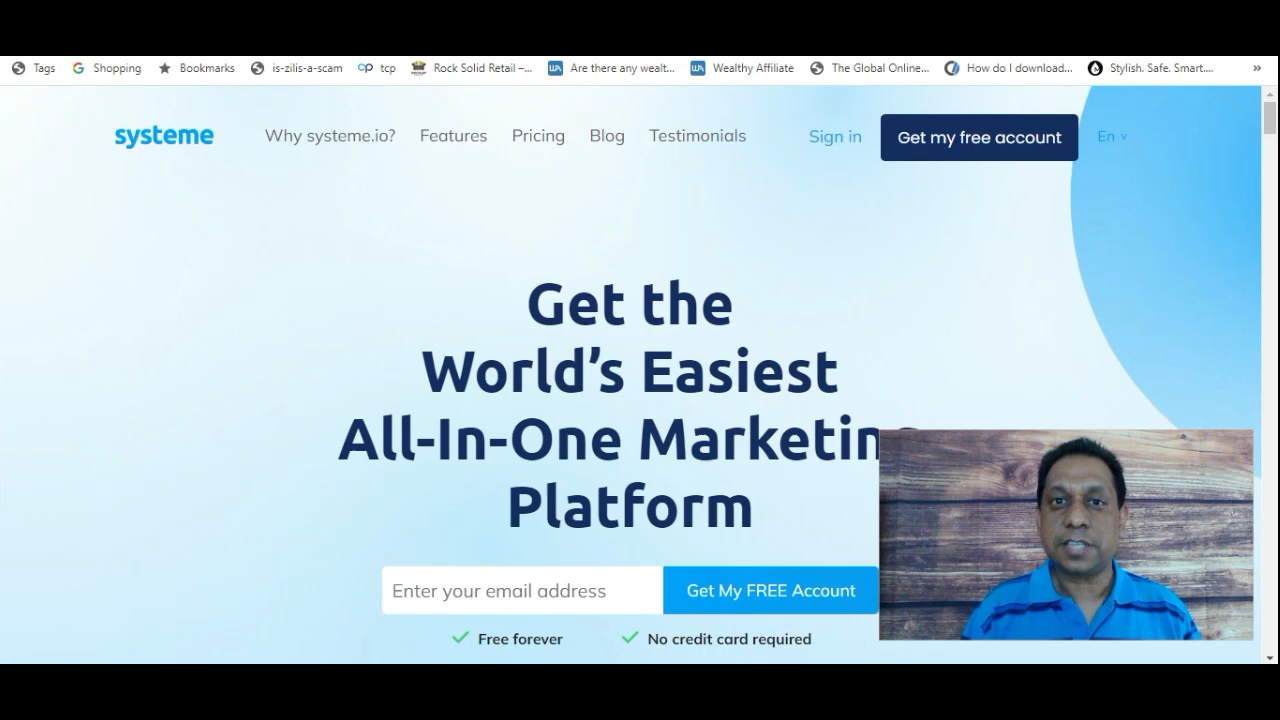 Tags Shopping Bookmarks is-zilis-a-scam tcp Rock Solid Retail –... Are there any wealt... Wealthy Affiliate The Global Online... How do I download... Stylish. Safe. Smart.... »
systeme Why systeme.io? Features Pricing Blog Testimonials Sign in Get my free account En
Get the
World's Easiest
All-In-One Marketin
Platform
Enter your email address Get My FREE Account
Free forever No credit card required